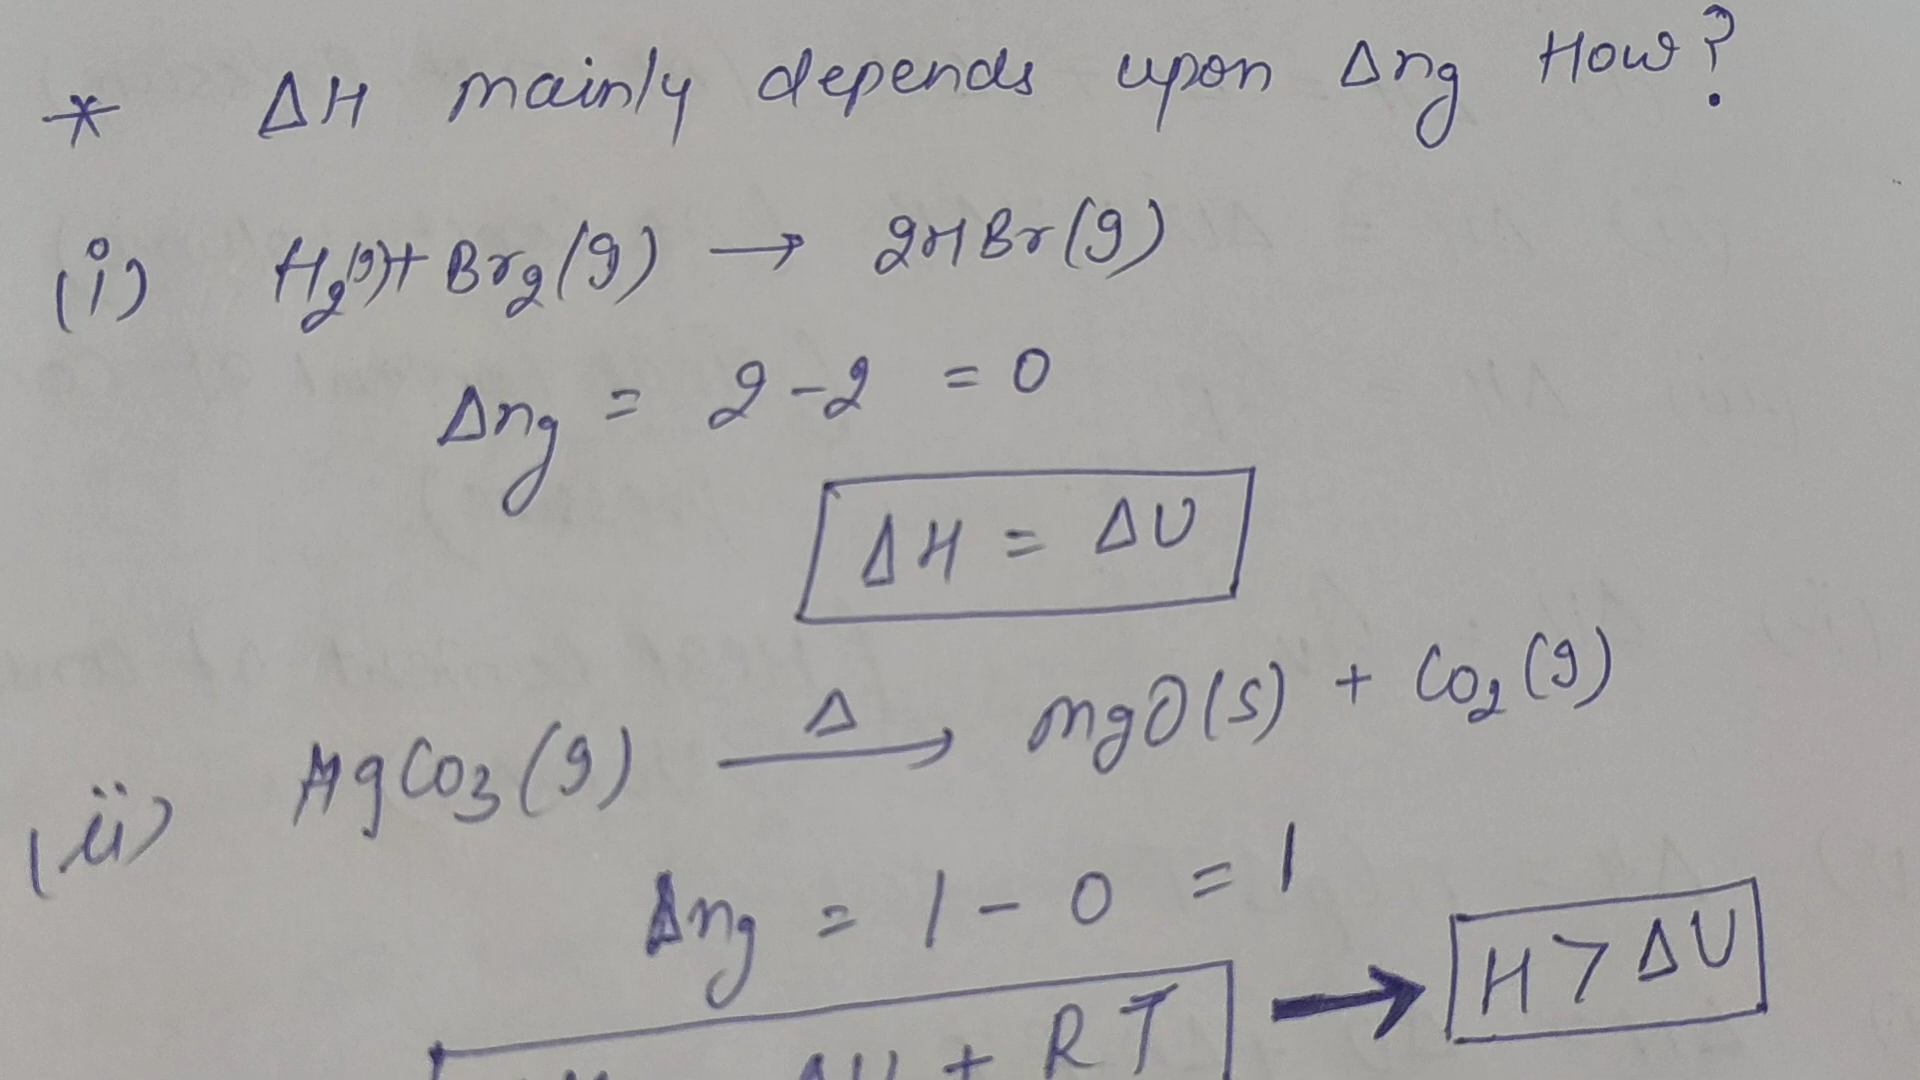 * ΔH mainly depends upon Δng How?
(i) H2(g)+ Br2(g) → 2HBr(g)
Δng = 2-2 = 0
ΔH = ΔU
(ii) MgCo3(g) —Δ→ mgO(s) + Co2(g)
Δng = 1 - 0 = 1
ΔU + RT → H > ΔU